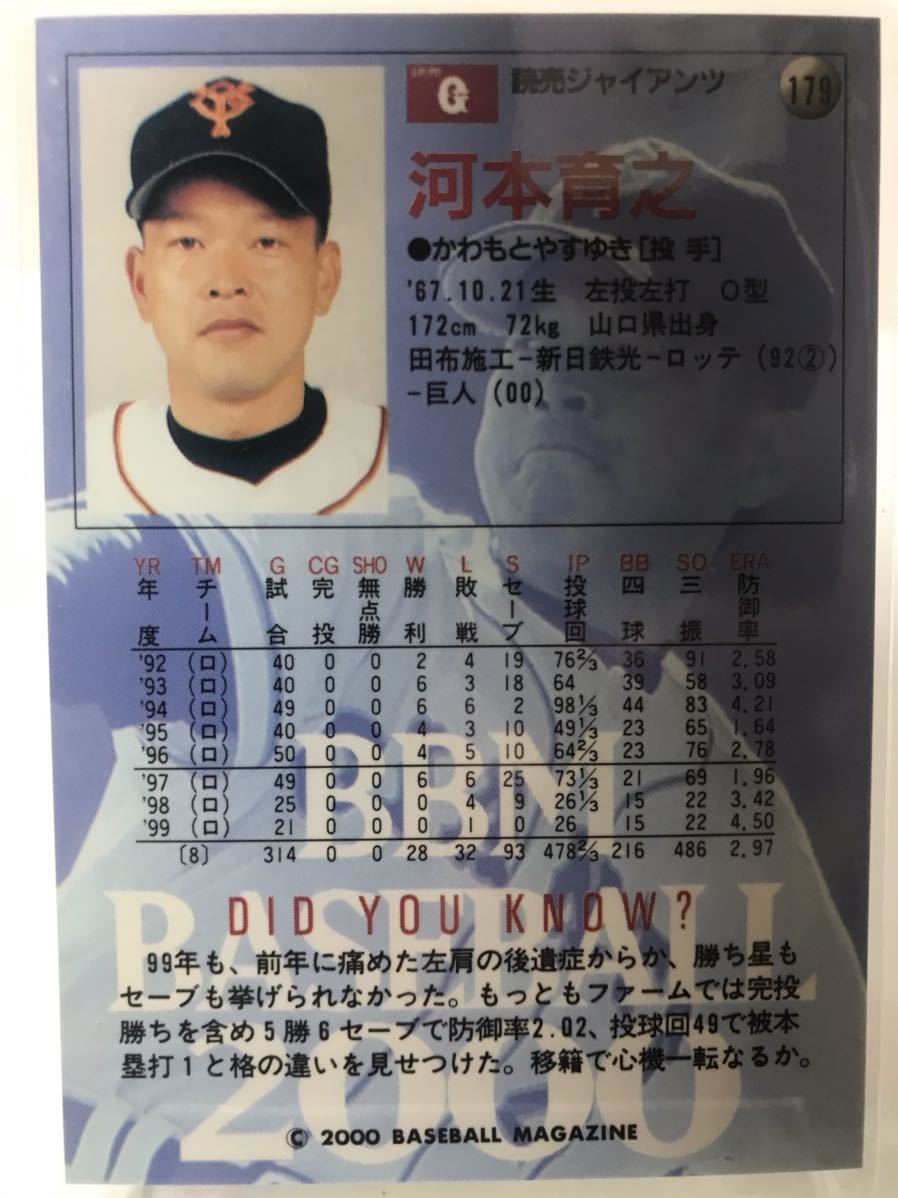 YG
G
読売ジャイアンツ
179
河本育之
●かわもとやすゆき[投 手]
'67.10.21生 左投左打 O型
172cm 72kg 山口県出身
田布施工-新日鉄光-ロッテ (92②)
-巨人 (00)
YR TM G CG SHO W L S IP BB SO ERA
年度 チーム 試合 完投 無点勝 勝利 敗戦 セーブ 投球回 四球 三振 防御率
'92 (ロ) 40 0 0 2 4 19 76⅔ 36 91 2.58
'93 (ロ) 40 0 0 6 3 18 64 39 58 3.09
'94 (ロ) 49 0 0 6 6 2 98⅓ 44 83 4.21
'95 (ロ) 40 0 0 4 3 10 49⅓ 23 65 1.64
'96 (ロ) 50 0 0 4 5 10 64⅔ 23 76 2.78
'97 (ロ) 49 0 0 6 6 25 73⅓ 21 69 1.96
'98 (ロ) 25 0 0 0 4 9 26⅓ 15 22 3.42
'99 (ロ) 21 0 0 0 1 0 26 15 22 4.50
〔8〕 314 0 0 28 32 93 478⅔ 216 486 2.97
BBM
BASEBALL
2000
DID YOU KNOW?
99年も、前年に痛めた左肩の後遺症からか、勝ち星も
セーブも挙げられなかった。もっともファームでは完投
勝ちを含め5勝6セーブで防御率2.02、投球回49で被本
塁打1と格の違いを見せつけた。移籍で心機一転なるか。
© 2000 BASEBALL MAGAZINE